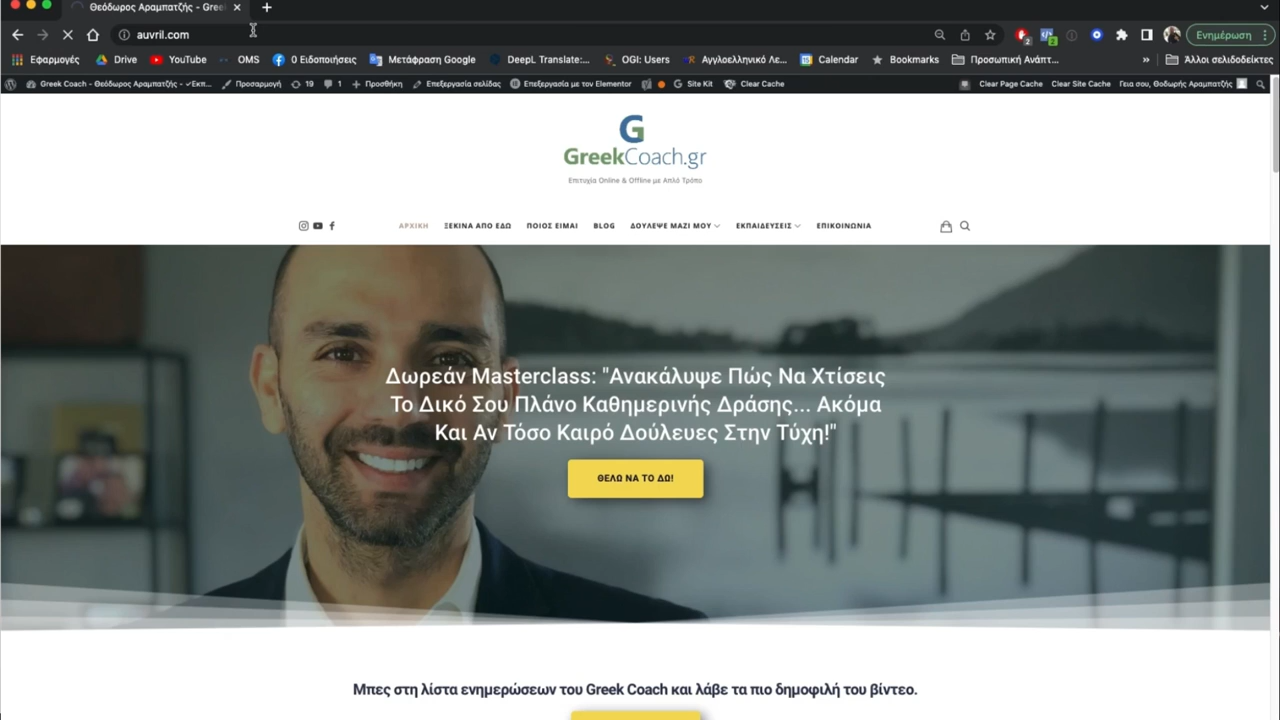 Θεόδωρος Αραμπατζής - Gree
auvril.com
Ενημέρωση
Εφαρμογές
Drive
YouTube
OMS
0 Ειδοποιήσεις
Μετάφραση Google
DeepL Translate:...
OGI: Users
Αγγλοελληνικό Λε...
Calendar
Bookmarks
Προσωπική Ανάπτ...
»
Άλλοι σελιδοδείκτες
Greek Coach - Θεόδωρος Αραμπατζής - ✓Εκπ...
Προσαρμογή
19
1
Προσθήκη
Επεξεργασία σελίδας
Επεξεργασία με τον Elementor
Site Kit
Clear Cache
Clear Page Cache
Clear Site Cache
Γεια σου, Θοδωρής Αραμπατζής
G
GreekCoach.gr
Επιτυχία Online & Offline με Απλό Τρόπο
ΑΡΧΙΚΗ
ΞΕΚΙΝΑ ΑΠΟ ΕΔΩ
ΠΟΙΟΣ ΕΙΜΑΙ
BLOG
ΔΟΥΛΕΨΕ ΜΑΖΙ ΜΟΥ
ΕΚΠΑΙΔΕΥΣΕΙΣ
ΕΠΙΚΟΙΝΩΝΙΑ
Δωρεάν Masterclass: "Ανακάλυψε Πώς Να Χτίσεις
Το Δικό Σου Πλάνο Καθημερινής Δράσης... Ακόμα
Και Αν Τόσο Καιρό Δούλευες Στην Τύχη!"
ΘΕΛΩ ΝΑ ΤΟ ΔΩ!
Μπες στη λίστα ενημερώσεων του Greek Coach και λάβε τα πιο δημοφιλή του βίντεο.